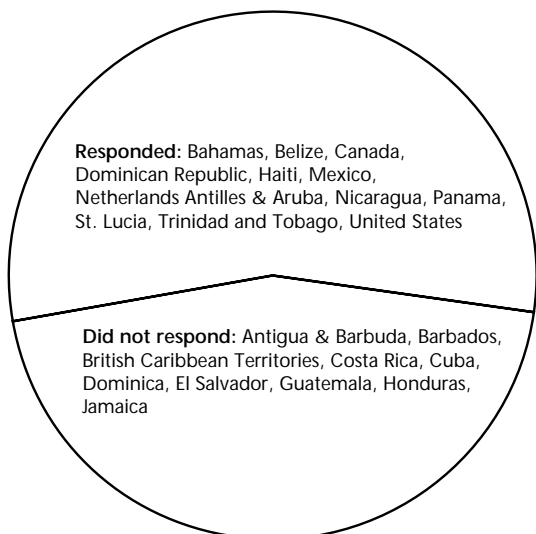 Responded: Bahamas, Belize, Canada,
Dominican Republic, Haiti, Mexico,
Netherlands Antilles & Aruba, Nicaragua, Panama,
St. Lucia, Trinidad and Tobago, United States
Did not respond: Antigua & Barbuda, Barbados,
British Caribbean Territories, Costa Rica, Cuba,
Dominica, El Salvador, Guatemala, Honduras,
Jamaica